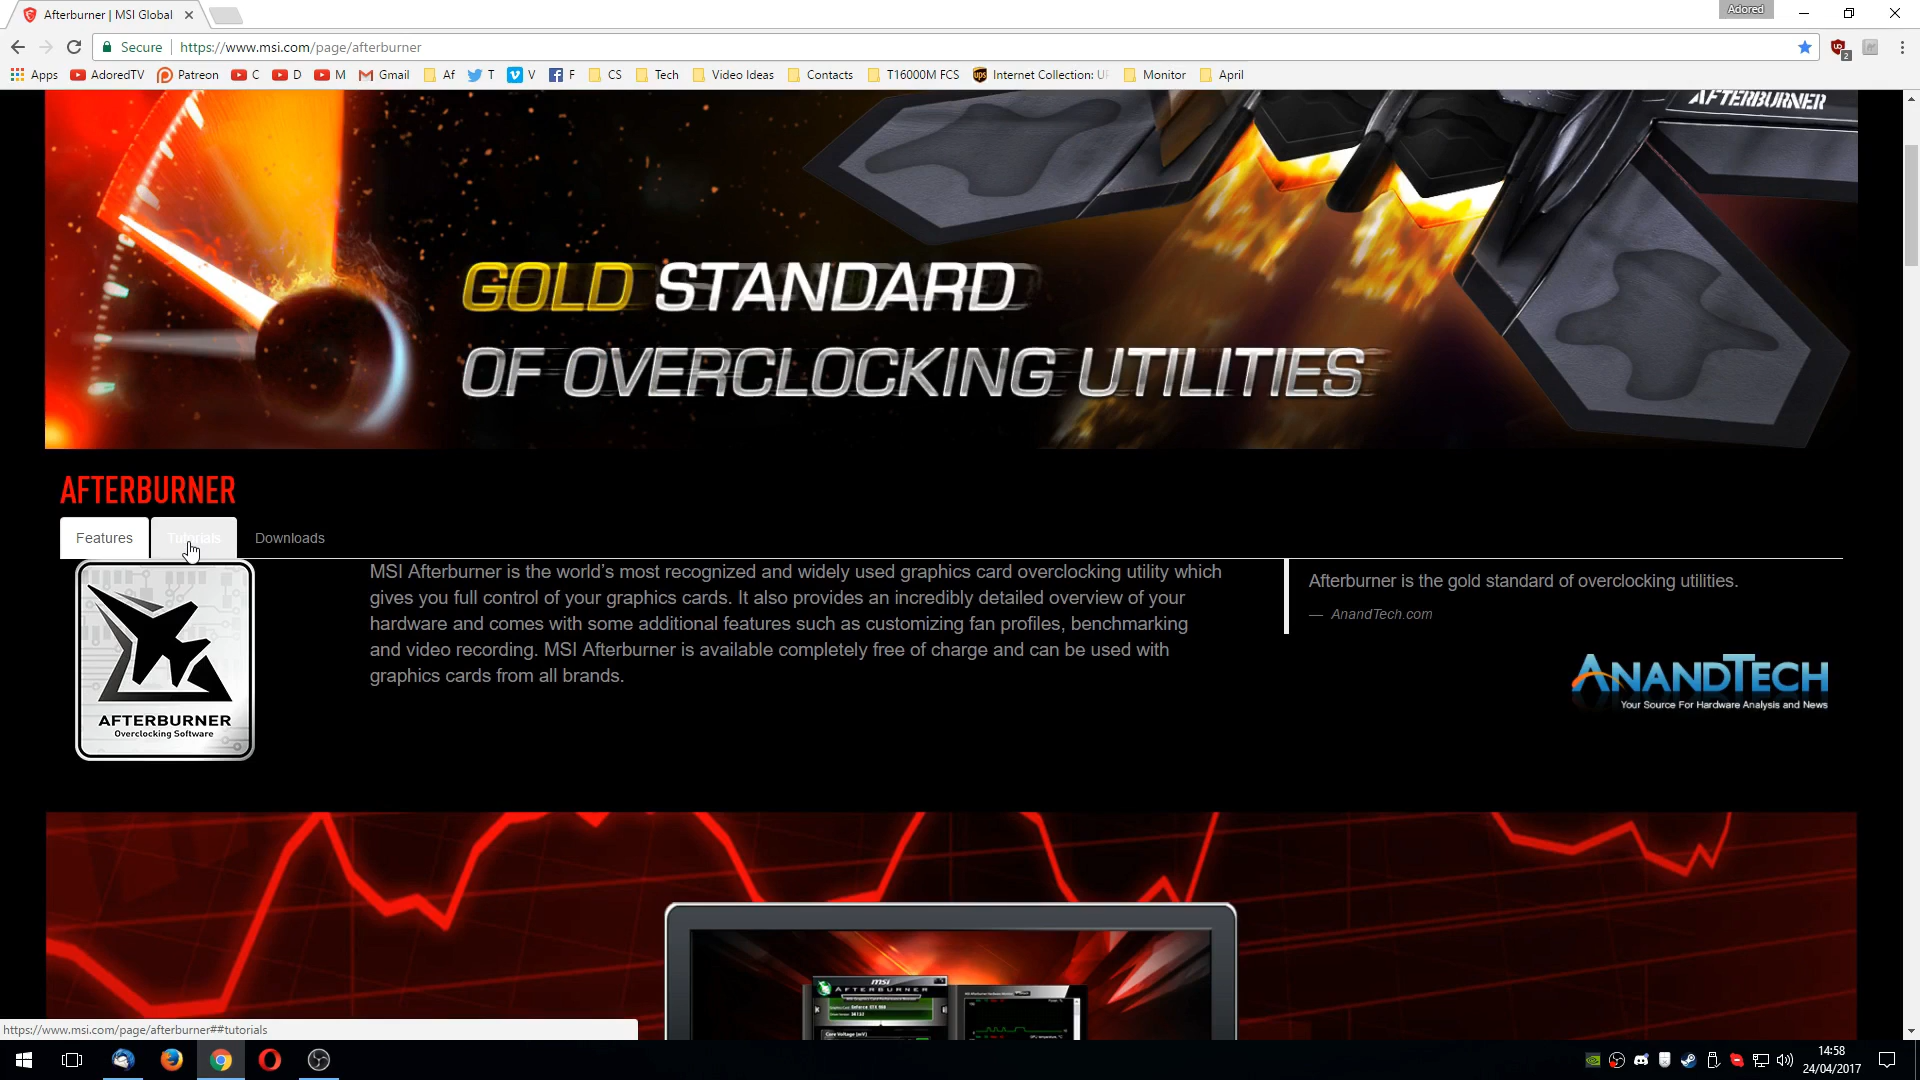 Afterburner | MSI Global
Adored
Secure https://www.msi.com/page/afterburner
Apps AdoredTV Patreon C D M Gmail Af T V F CS Tech Video Ideas Contacts T16000M FCS Internet Collection: Monitor April
AFTERBURNER
GOLD STANDARD
OF OVERCLOCKING UTILITIES
AFTERBURNER
Features Tutorials Downloads
MSI Afterburner is the world’s most recognized and widely used graphics card overclocking utility which
gives you full control of your graphics cards. It also provides an incredibly detailed overview of your
hardware and comes with some additional features such as customizing fan profiles, benchmarking
and video recording. MSI Afterburner is available completely free of charge and can be used with
graphics cards from all brands.
AFTERBURNER
Overclocking Software
Afterburner is the gold standard of overclocking utilities.
— AnandTech.com
ANANDTECH
Your Source For Hardware Analysis and News
msi
AFTERBURNER
Core Voltage (mV)
https://www.msi.com/page/afterburner##tutorials
14:58
24/04/2017